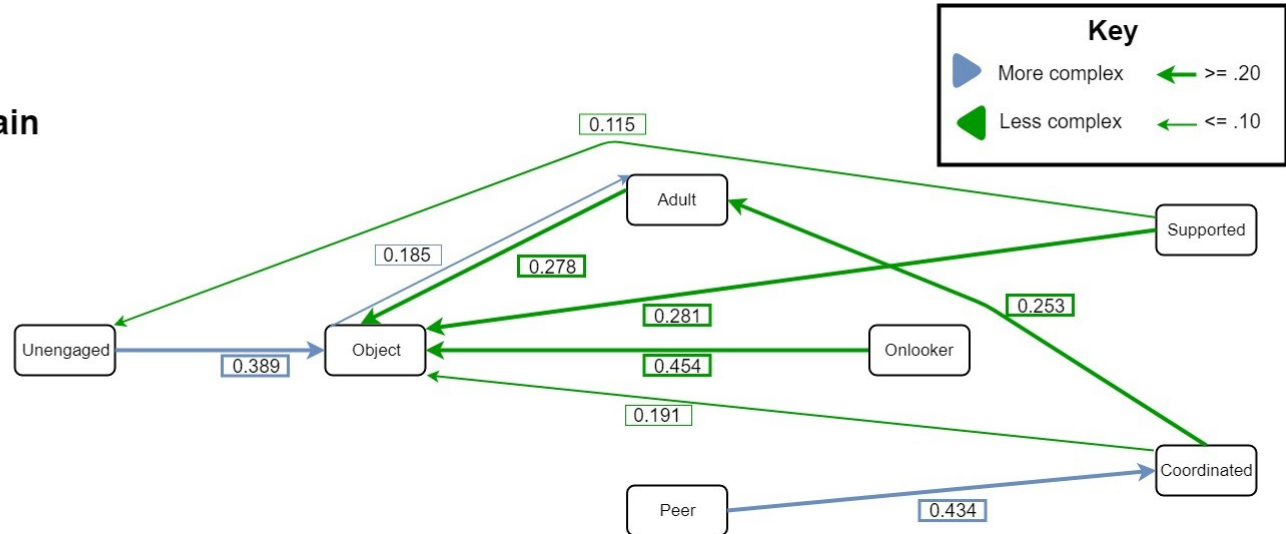 Key
More complex
>= .20
Less complex
<= .10
ain
0.115
Adult
Supported
0.185
0.278
0.253
0.281
Unengaged
Object
Onlooker
0.389
0.454
0.191
Coordinated
Peer
0.434